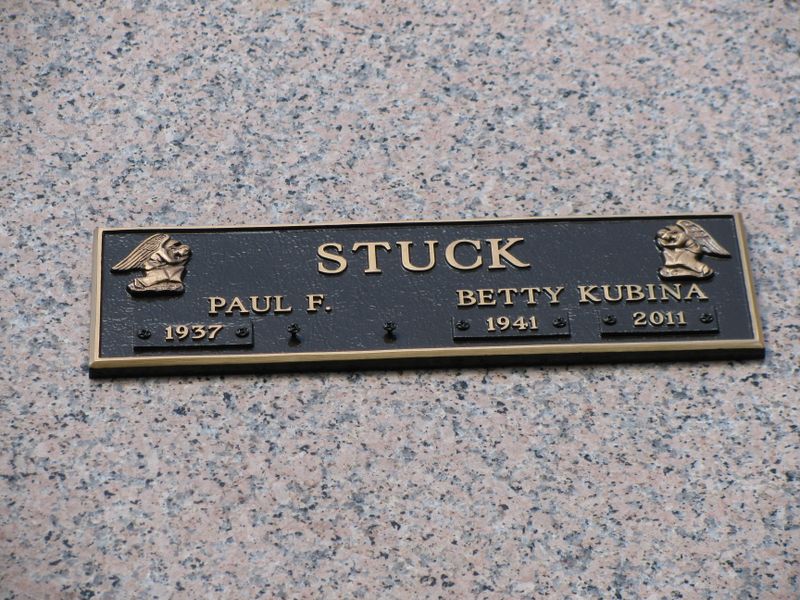 STUCK
PAUL F. BETTY KUBINA
1937 1941 2011